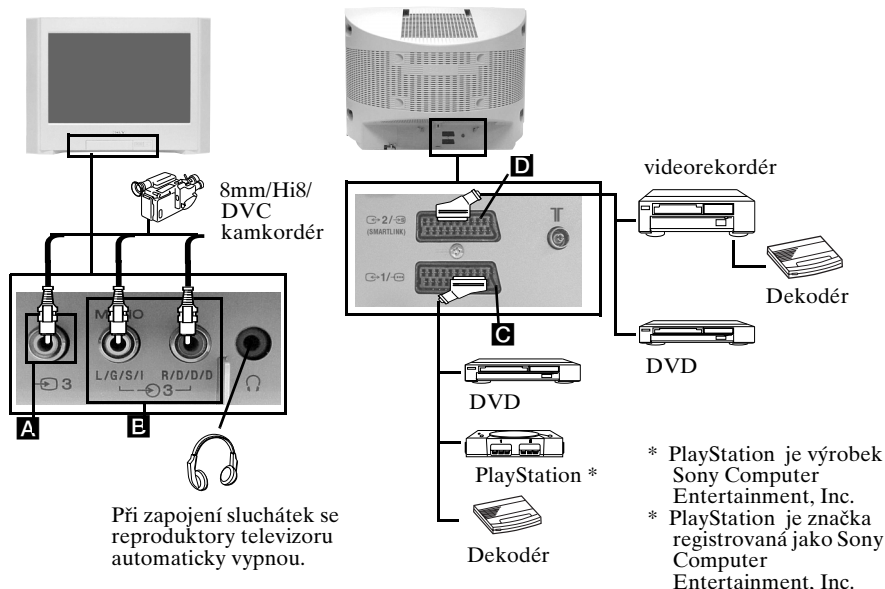 D
videorekordér
8mm/Hi8/
DVC
kamkordér
2/
(SMARTLINK)
1/
Dekodér
C
DVD
MONO
L/G/S/I
R/D/D/D
3
3
A
B
DVD
PlayStation *
Dekodér
Při zapojení sluchátek se
reproduktory televizoru
automaticky vypnou.
* PlayStation je výrobek
Sony Computer
Entertainment, Inc.
* PlayStation je značka
registrovaná jako Sony
Computer
Entertainment, Inc.